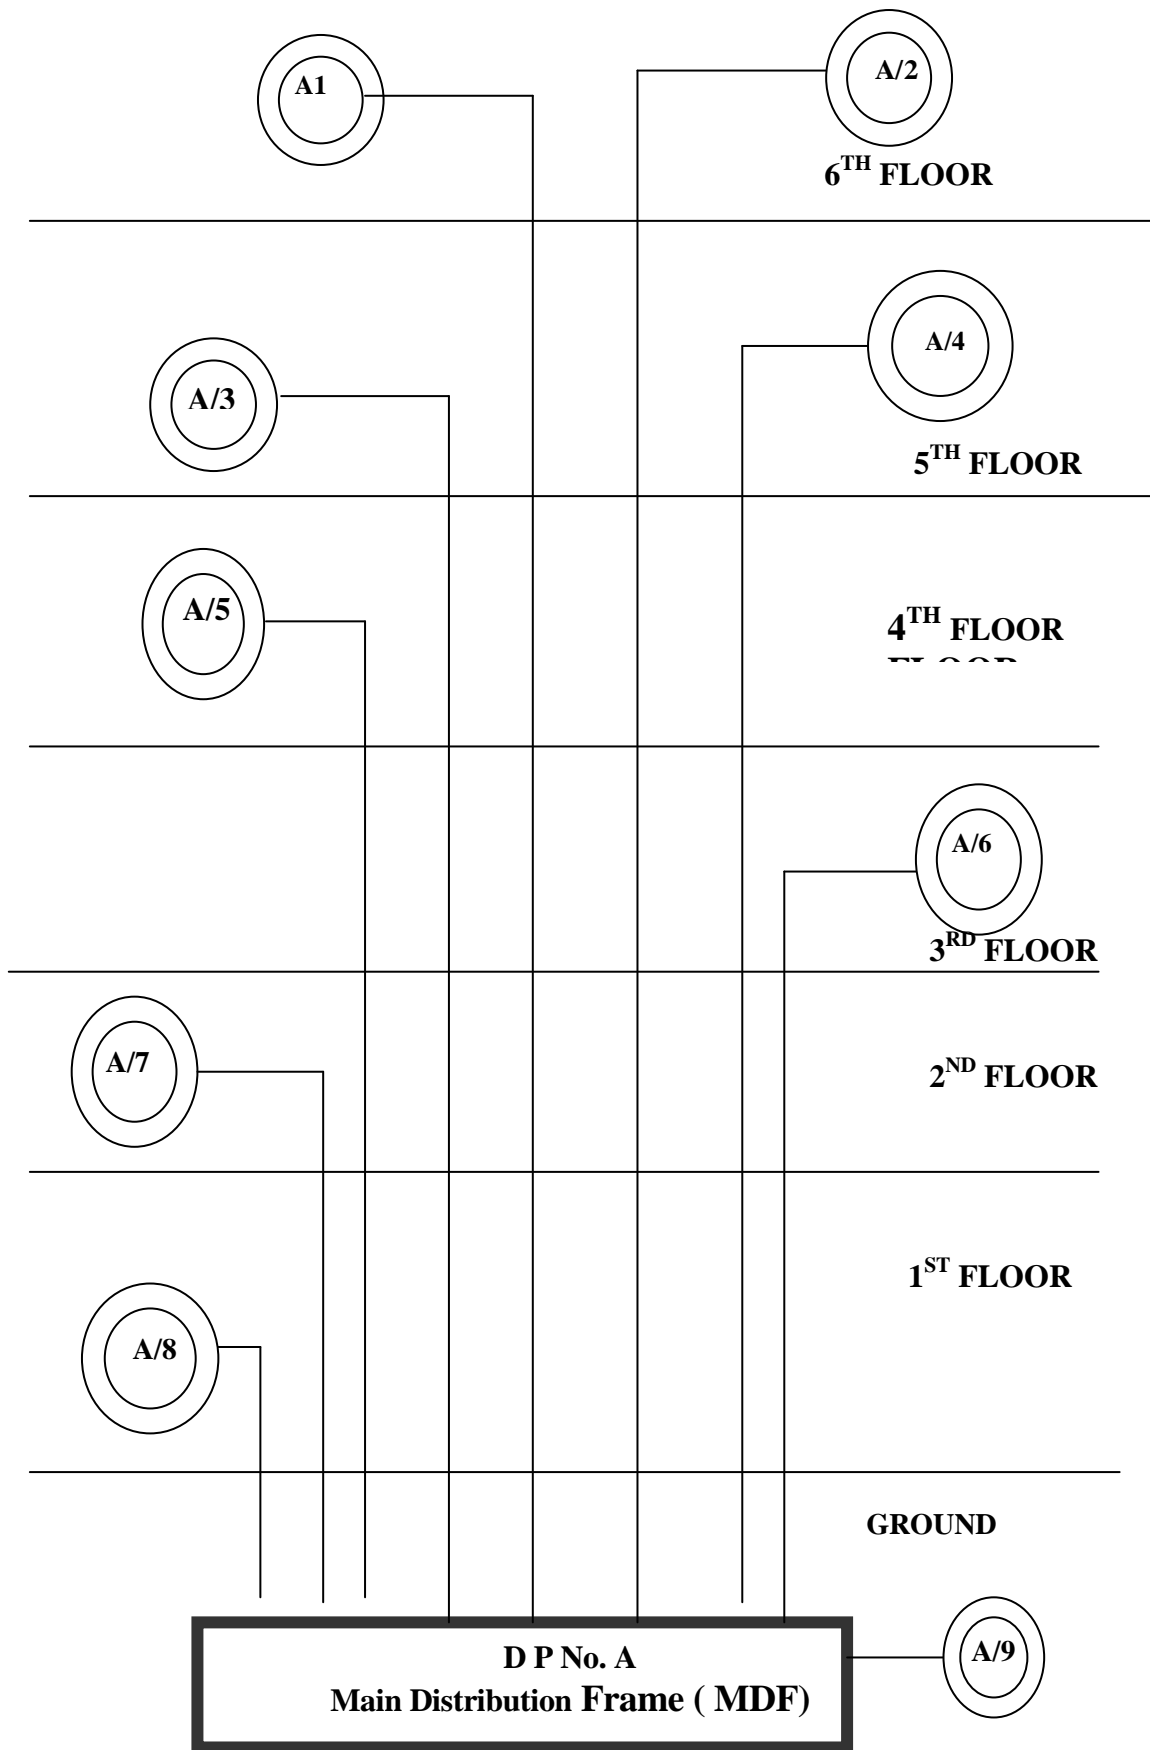 A1
A/2
6TH FLOOR
A/3
A/4
5TH FLOOR
A/5
4TH FLOOR
FLOOR
A/6
3RD FLOOR
A/7
2ND FLOOR
1ST FLOOR
A/8
GROUND
D P No. A
Main Distribution Frame ( MDF)
A/9